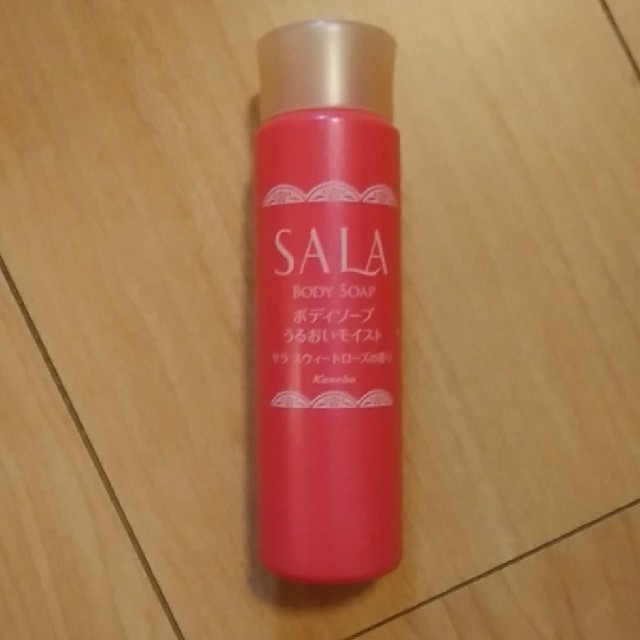 SALA
BODY SOAP
ボディソープ
うるおいモイスト
サラ スウィートローズの香り
Kanebo